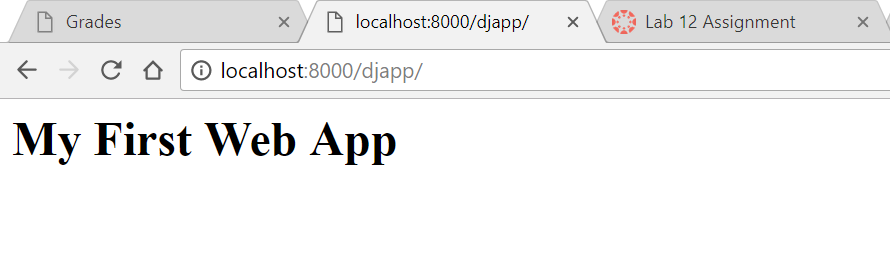 Grades
localhost:8000/djapp/
Lab 12 Assignment
localhost:8000/djapp/
My First Web App